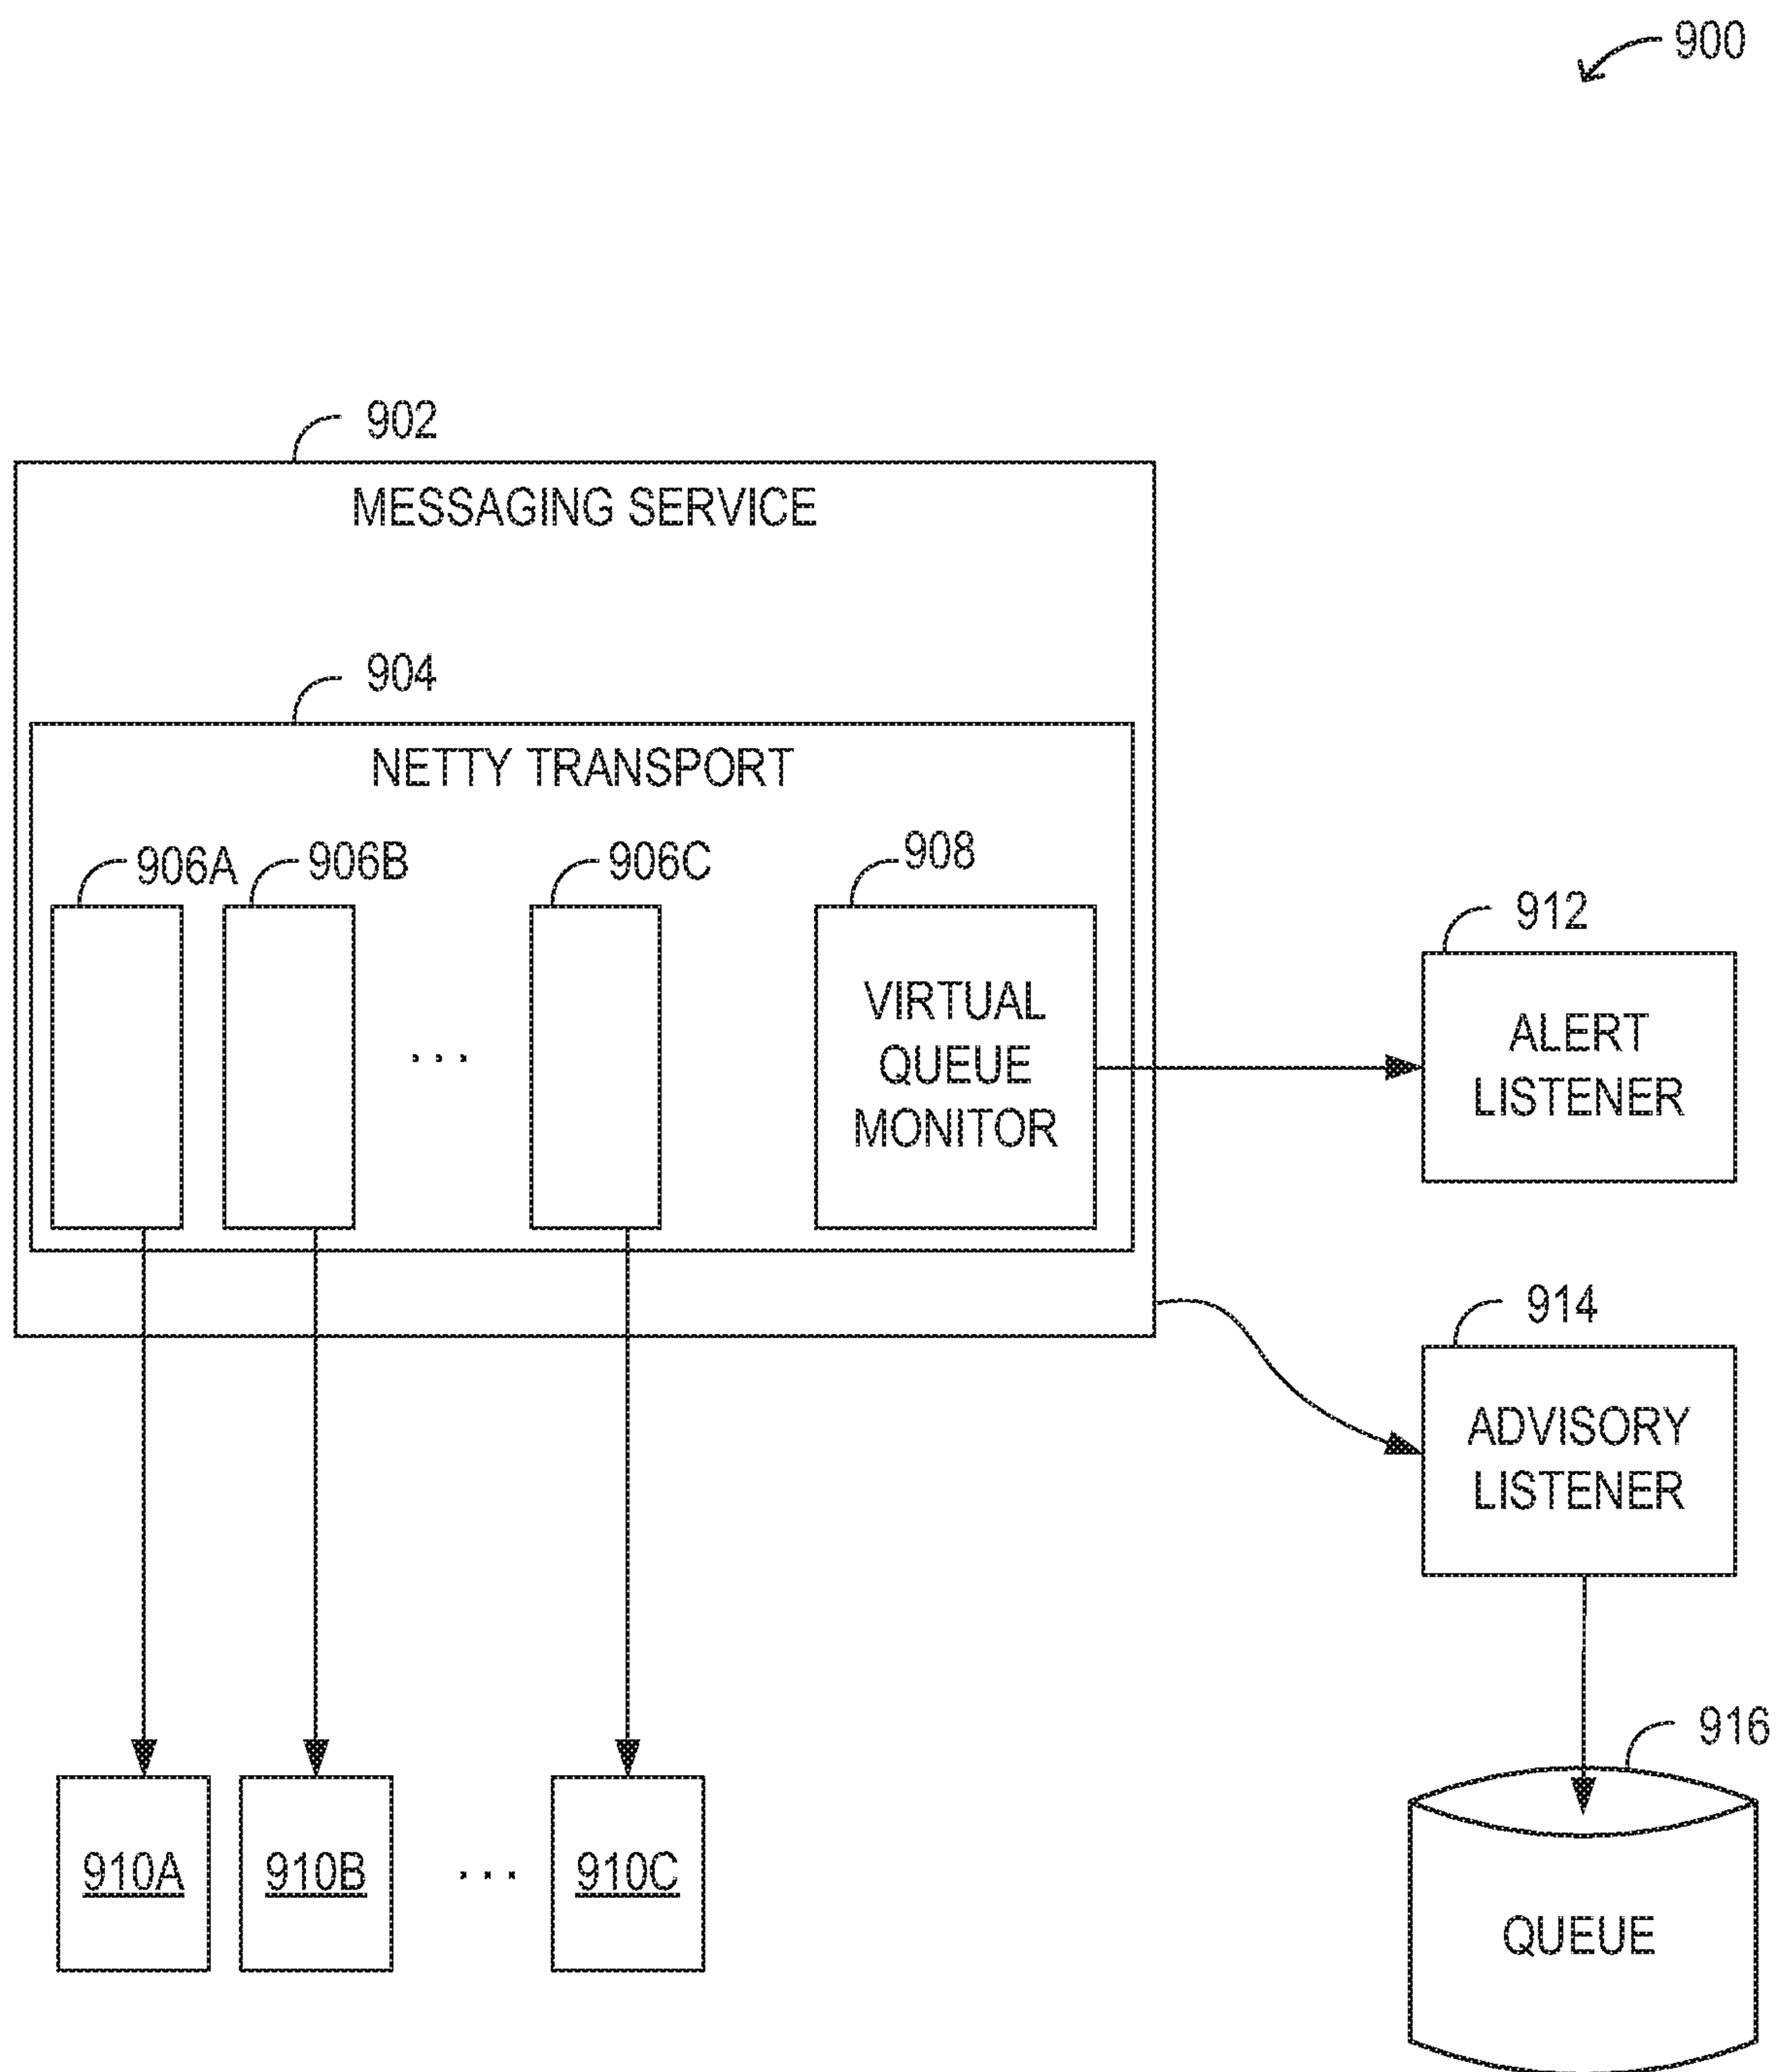 900
902
MESSAGING SERVICE
904
NETTY TRANSPORT
906A
906B
906C
908
...
VIRTUAL
QUEUE
MONITOR
912
ALERT
LISTENER
914
ADVISORY
LISTENER
916
910A
910B
...
910C
QUEUE